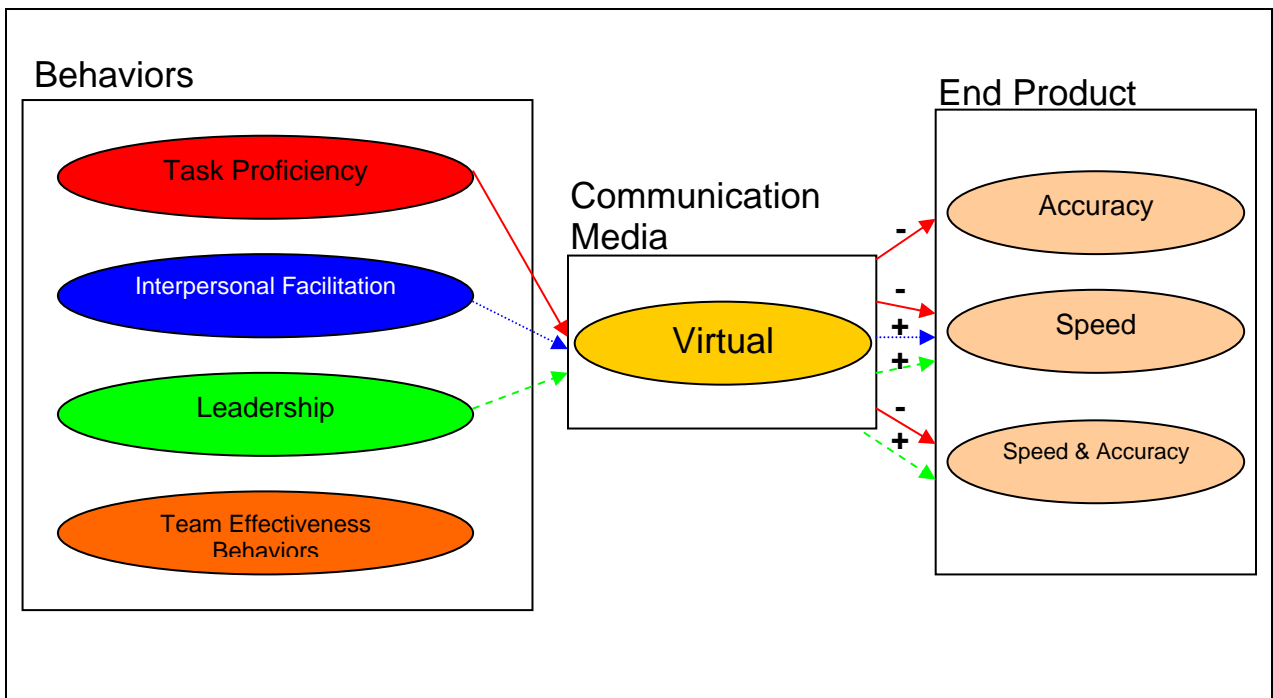 Behaviors
Task Proficiency
Interpersonal Facilitation
Leadership
Team Effectiveness
Behaviors
Communication
Media
Virtual
-
-
+
+
-
+
End Product
Accuracy
Speed
Speed & Accuracy